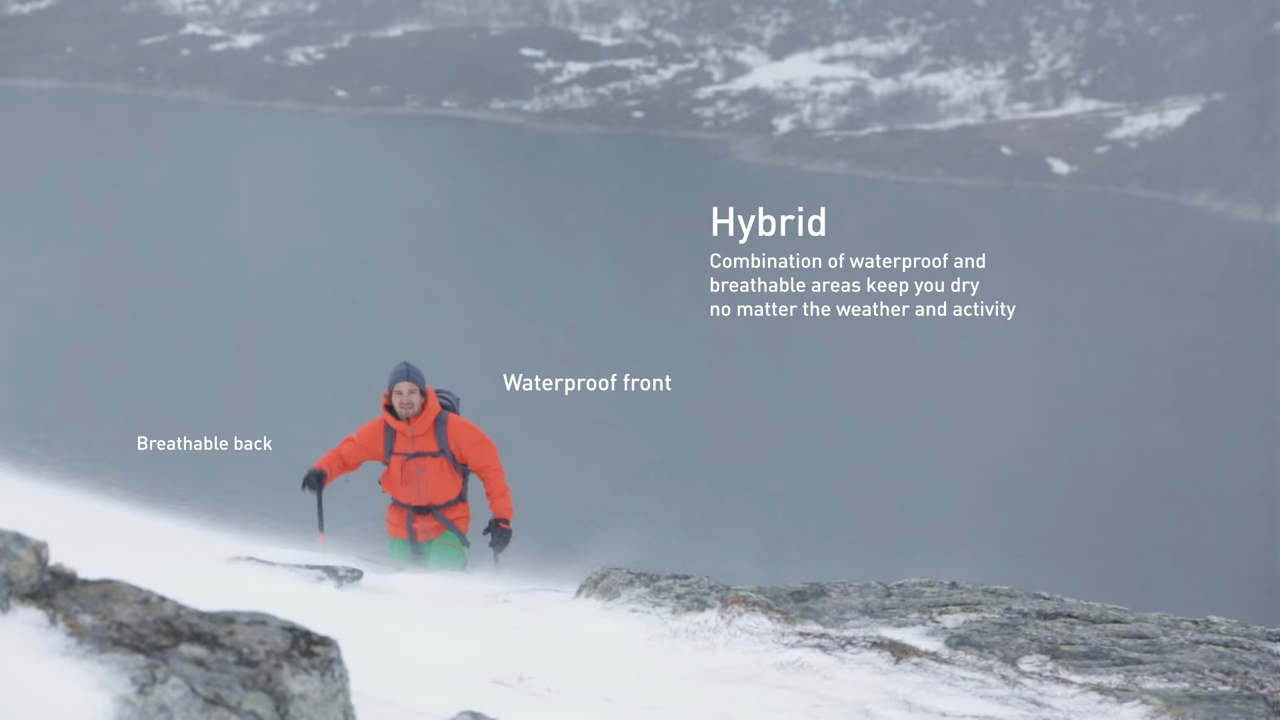 Hybrid
Combination of waterproof and
breathable areas keep you dry
no matter the weather and activity
Waterproof front
Breathable back